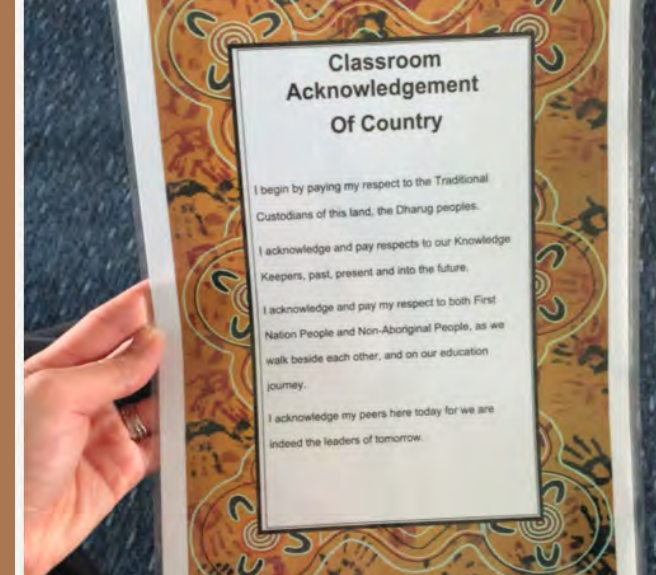 Classroom
Acknowledgement
Of Country
I begin by paying my respect to the Traditional
Custodians of this land, the Dharug peoples.
I acknowledge and pay respects to our Knowledge
Keepers, past, present and into the future.
I acknowledge and pay my respect to both First
Nation People and Non-Aboriginal People, as we
walk beside each other, and on our education
journey.
I acknowledge my peers here today for we are
indeed the leaders of tomorrow.